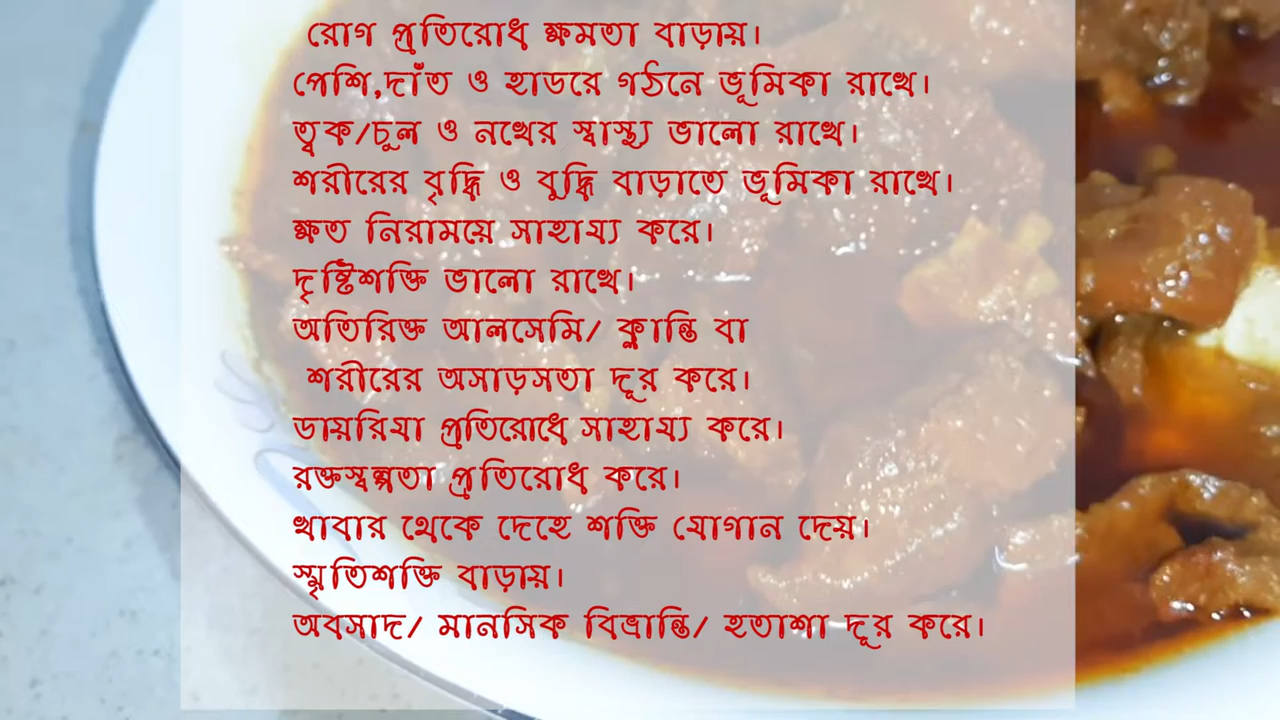 রোগ প্রতিরোধ ক্ষমতা বাড়ায়।
পেশি,দাঁত ও হাডরে গঠনে ভূমিকা রাখে।
ত্বক/চুল ও নখের স্বাস্থ্য ভালো রাখে।
শরীরের বৃদ্ধি ও বুদ্ধি বাড়াতে ভূমিকা রাখে।
ক্ষত নিরাময়ে সাহায্য করে।
দৃষ্টিশক্তি ভালো রাখে।
অতিরিক্ত আলসেমি/ ক্লান্তি বা
শরীরের অসাড়সতা দূর করে।
ডায়রিযা প্রতিরোধে সাহায্য করে।
রক্তস্বল্পতা প্রতিরোধ করে।
খাবার থেকে দেহে শক্তি যোগান দেয়।
স্মৃতিশক্তি বাড়ায়।
অবসাদ/ মানসিক বিভ্রান্তি/ হতাশা দূর করে।